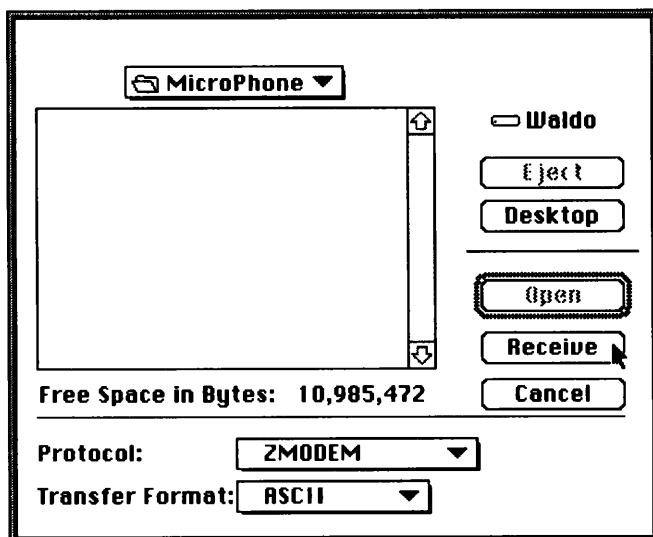 MicroPhone
Waldo
Eject
Desktop
Open
Receive
Cancel
Free Space in Bytes: 10,985,472
Protocol: ZMODEM
Transfer Format: ASCII